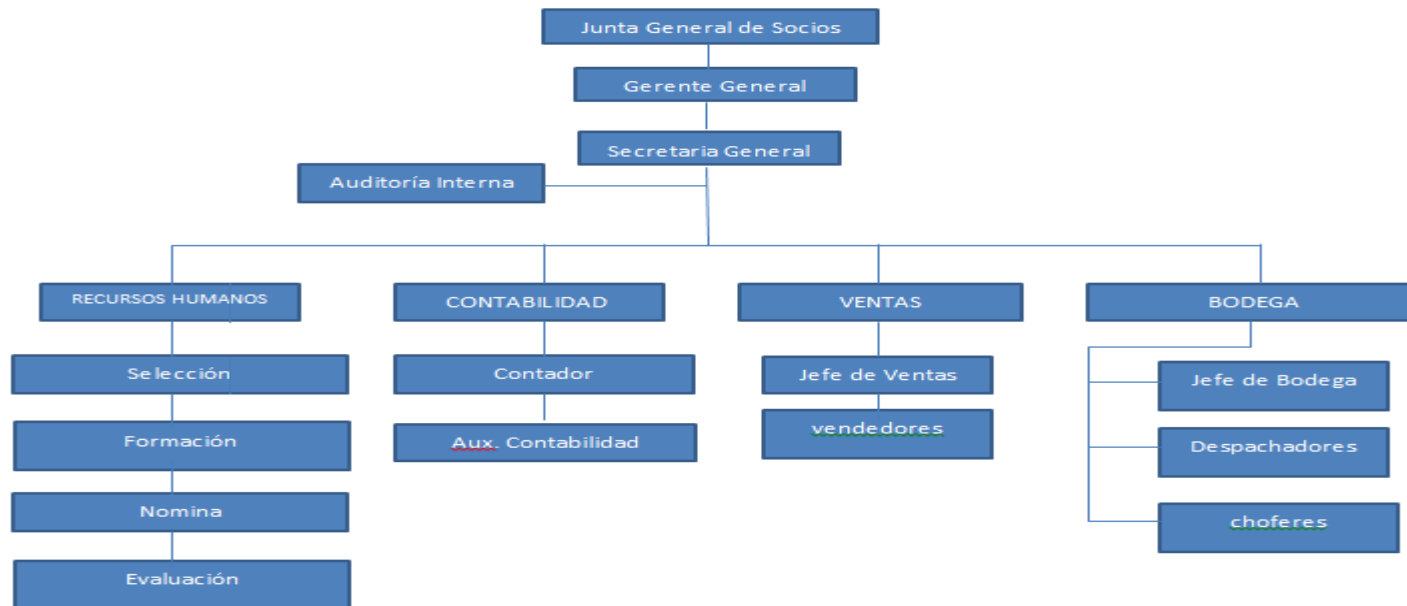 Junta General de Socios
Gerente General
Secretaria General
Auditoría Interna
RECURSOS HUMANOS
CONTABILIDAD
VENTAS
BODEGA
Selección
Contador
Jefe de Ventas
Jefe de Bodega
Formación
Aux. Contabilidad
vendedores
Despachadores
Nomina
choferes
Evaluación